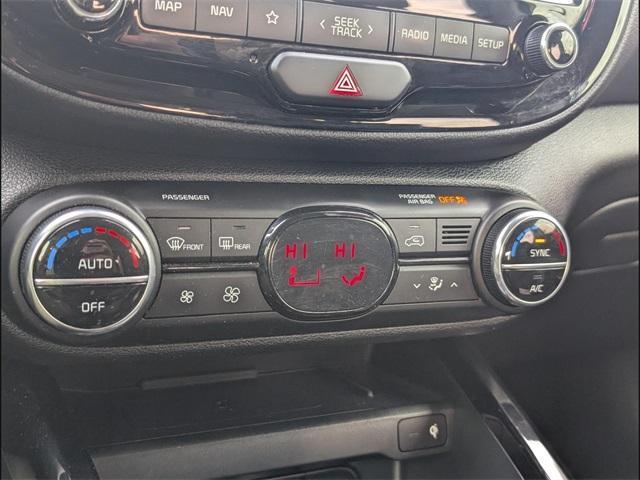 MAP NAV SEEK TRACK RADIO MEDIA SETUP
PASSENGER
PASSENGER AIR BAG OFF
FRONT REAR
HI HI
AUTO
OFF
SYNC
A/C